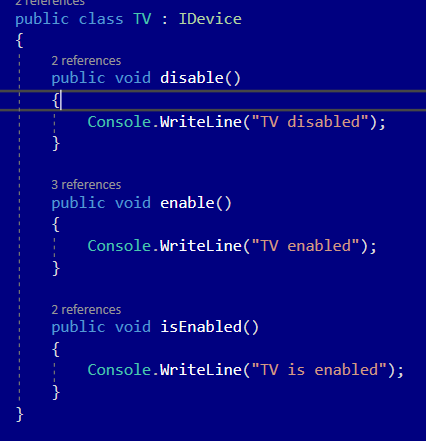 2 references
public class TV : IDevice
{
2 references
public void disable()
{
Console.WriteLine("TV disabled");
}
3 references
public void enable()
{
Console.WriteLine("TV enabled");
}
2 references
public void isEnabled()
{
Console.WriteLine("TV is enabled");
}
}